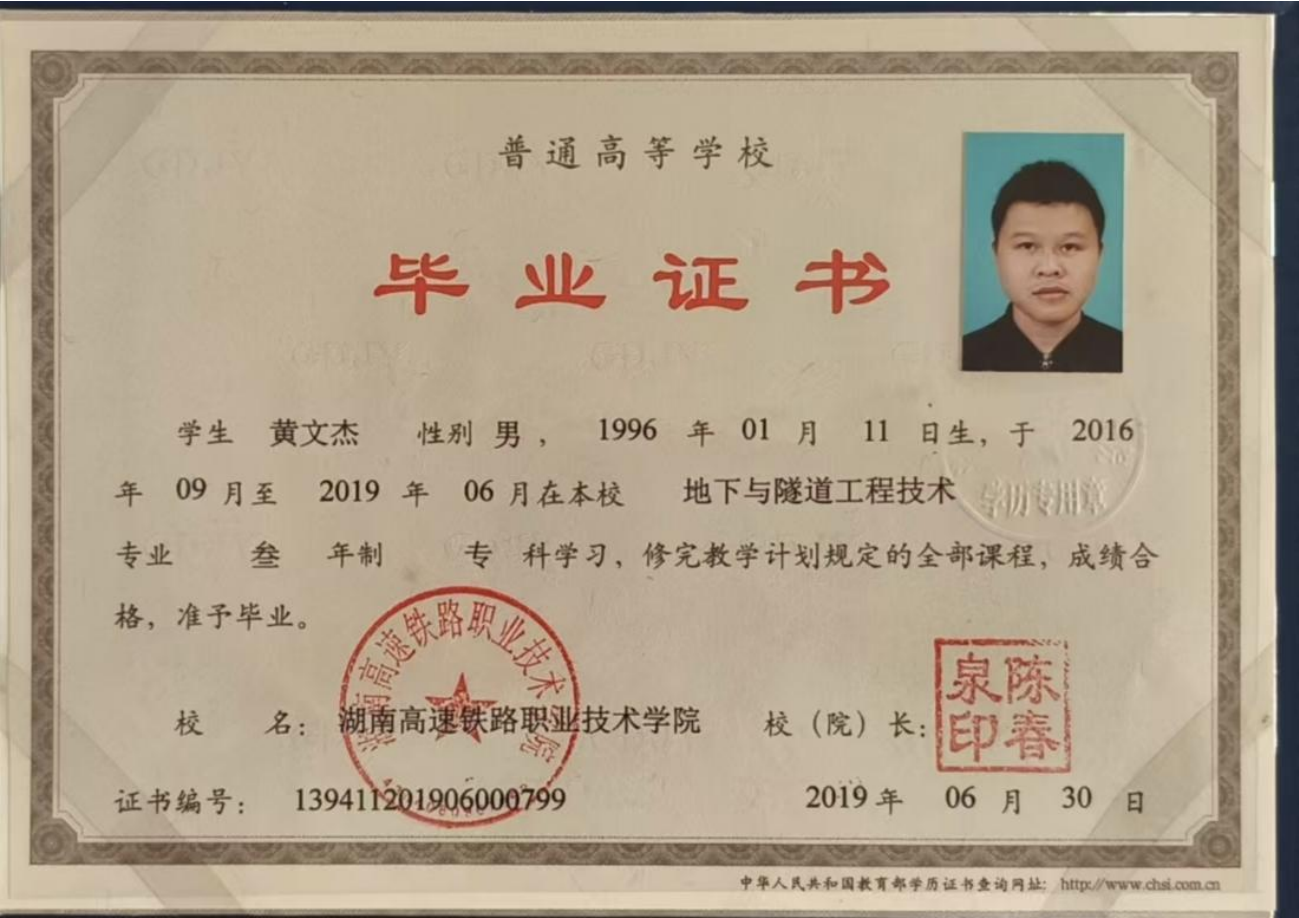 普通高等学校
毕业证书
学生 黄文杰 性别 男， 1996 年 01 月 11 日生，于 2016
年 09 月至 2019 年 06 月在本校 地下与隧道工程技术
学历专用章
专业 叁 年制 专 科学习，修完教学计划规定的全部课程，成绩合
格，准予毕业。
湖南高速铁路职业技术学院
校 名： 湖南高速铁路职业技术学院 校（院）长：
陈春泉印
证书编号： 139411201906000799 2019 年 06 月 30 日
中华人民共和国教育部学历证书查询网址： http://www.chsi.com.cn